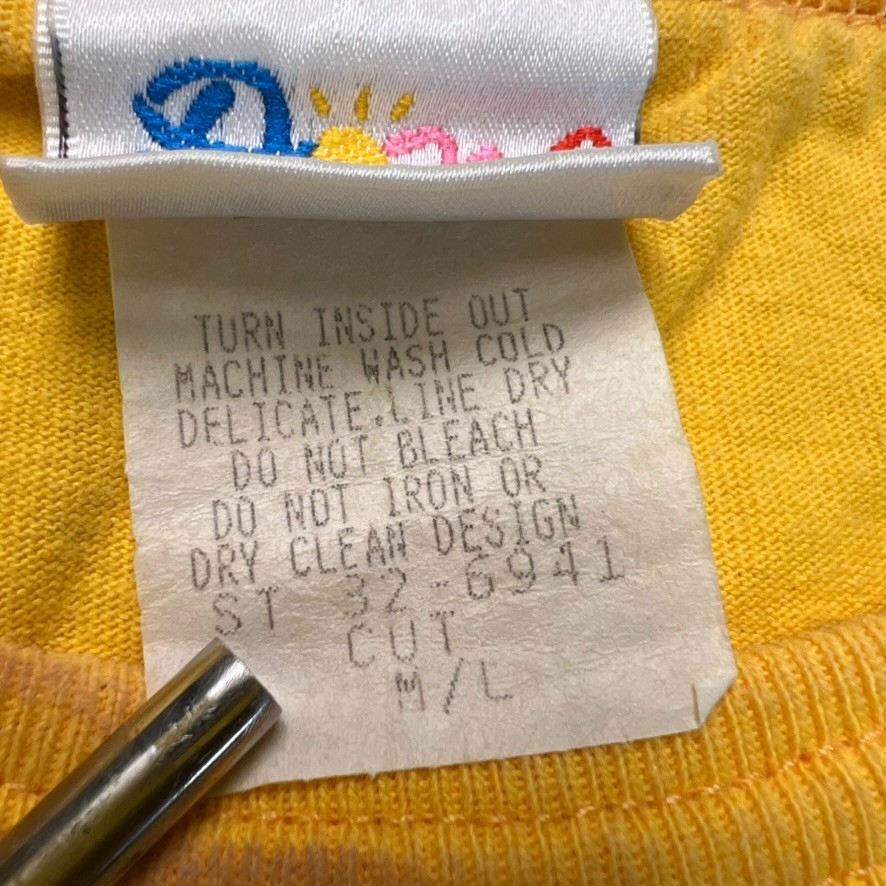 TURN INSIDE OUT
MACHINE WASH COLD
DELICATE.LINE DRY
DO NOT BLEACH
DO NOT IRON OR
DRY CLEAN DESIGN
ST 32-6941
CUT
M/L